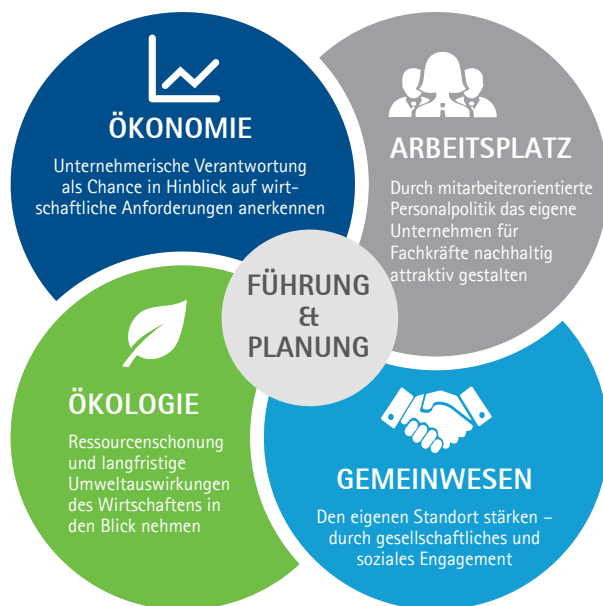 ÖKONOMIE
Unternehmerische Verantwortung
als Chance in Hinblick auf wirt-
schaftliche Anforderungen anerkennen
ARBEITSPLATZ
Durch mitarbeiterorientierte
Personalpolitik das eigene
Unternehmen für
Fachkräfte nachhaltig
attraktiv gestalten
FÜHRUNG
&
PLANUNG
ÖKOLOGIE
Ressourcenschonung
und langfristige
Umweltauswirkungen
des Wirtschaftens in
den Blick nehmen
GEMEINWESEN
Den eigenen Standort stärken –
durch gesellschaftliches und
soziales Engagement